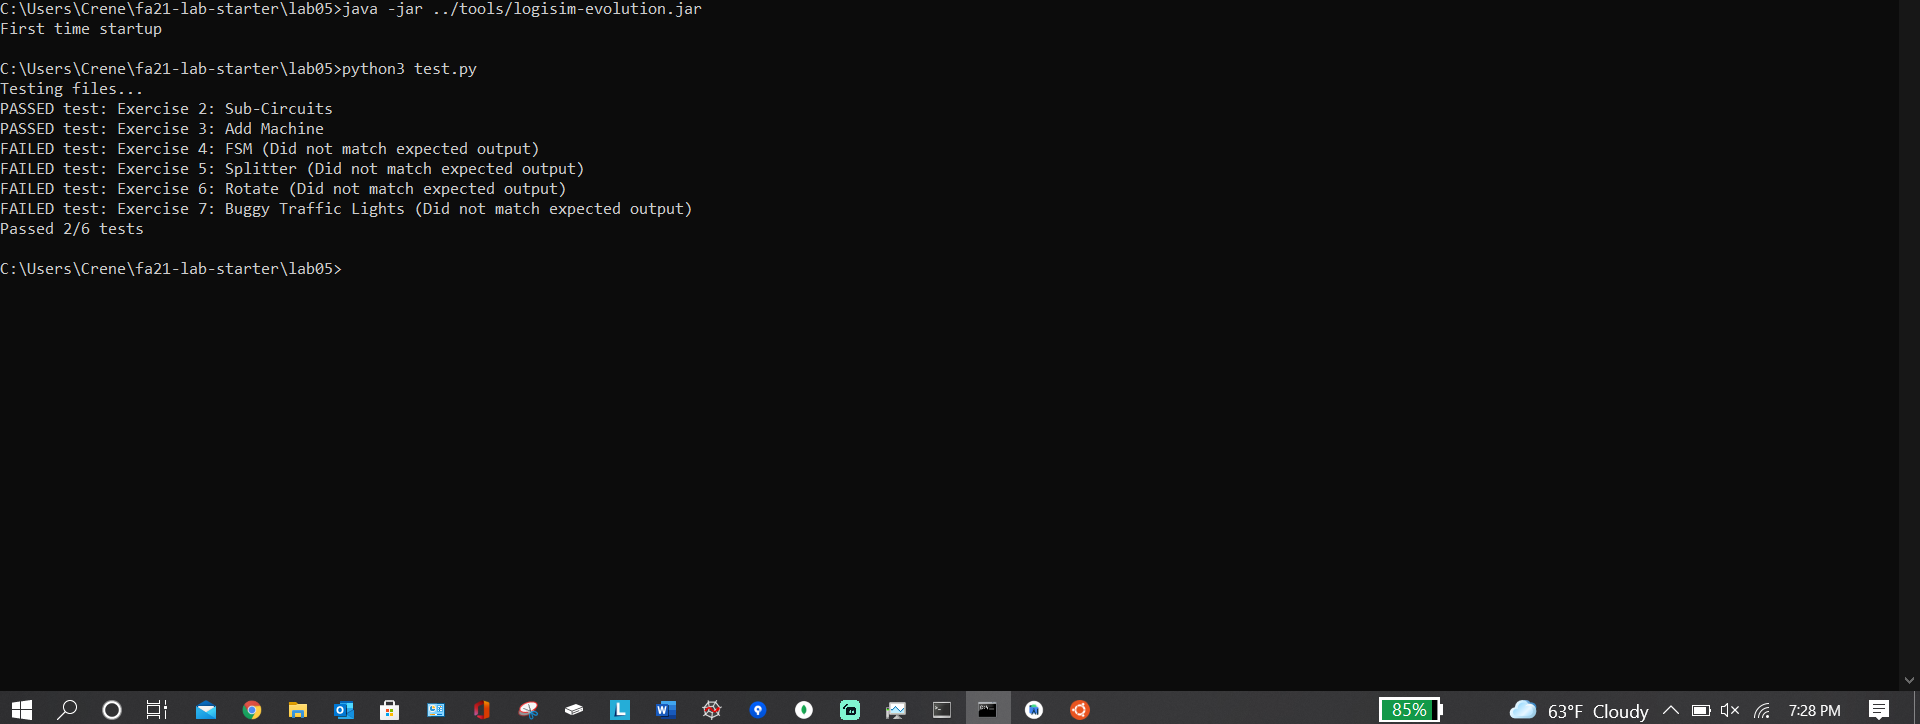 C:\Users\Crene\fa21-lab-starter\lab05>java -jar ../tools/logisim-evolution.jar
First time startup
C:\Users\Crene\fa21-lab-starter\lab05>python3 test.py
Testing files...
PASSED test: Exercise 2: Sub-Circuits
PASSED test: Exercise 3: Add Machine
FAILED test: Exercise 4: FSM (Did not match expected output)
FAILED test: Exercise 5: Splitter (Did not match expected output)
FAILED test: Exercise 6: Rotate (Did not match expected output)
FAILED test: Exercise 7: Buggy Traffic Lights (Did not match expected output)
Passed 2/6 tests
C:\Users\Crene\fa21-lab-starter\lab05>
85% 63°F Cloudy 7:28 PM